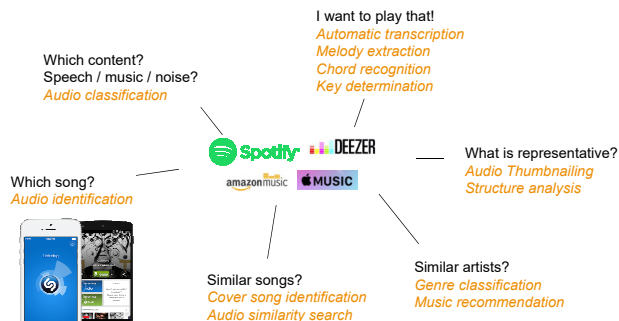 I want to play that!
Automatic transcription
Melody extraction
Chord recognition
Key determination
Which content?
Speech / music / noise?
Audio classification
Spotify
DEEZER
amazonmusic
MUSIC
What is representative?
Audio Thumbnailing
Structure analysis
Which song?
Audio identification
Similar songs?
Cover song identification
Audio similarity search
Similar artists?
Genre classification
Music recommendation